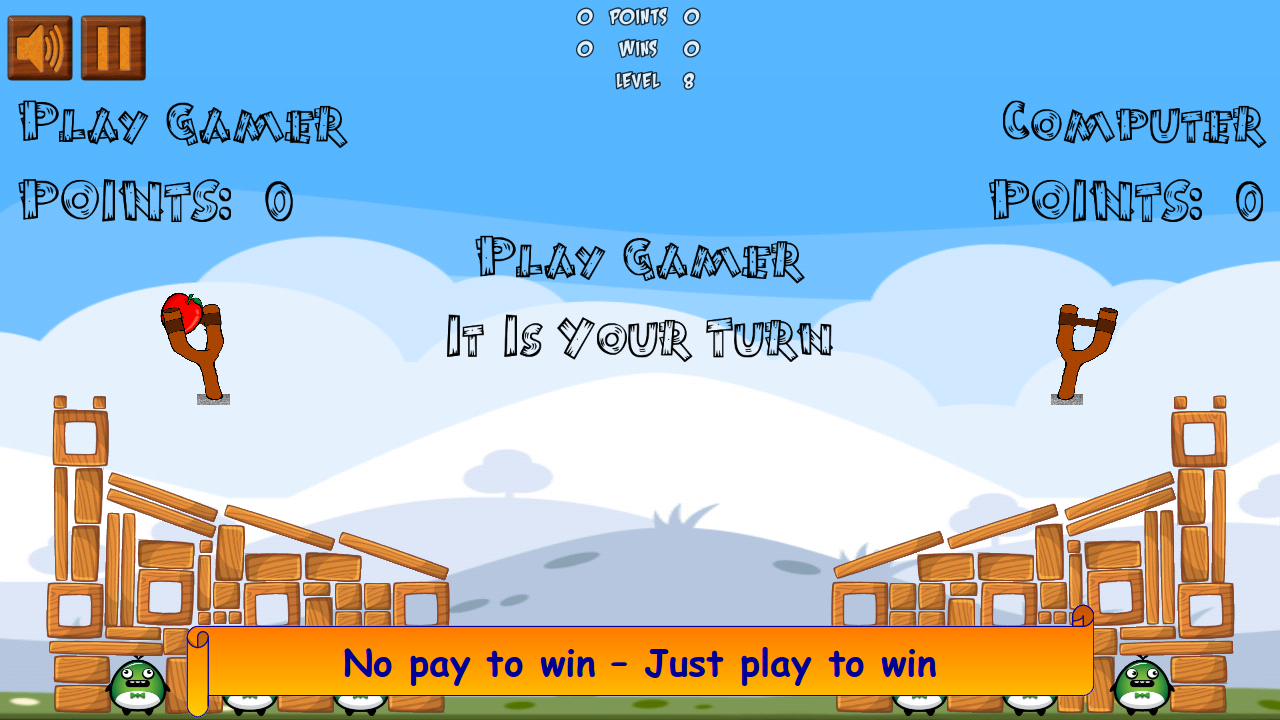 0 POINTS 0
0 WINS 0
LEVEL 8
Play Gamer
Points: 0
Computer
Points: 0
Play Gamer
It Is Your Turn
No pay to win – Just play to win